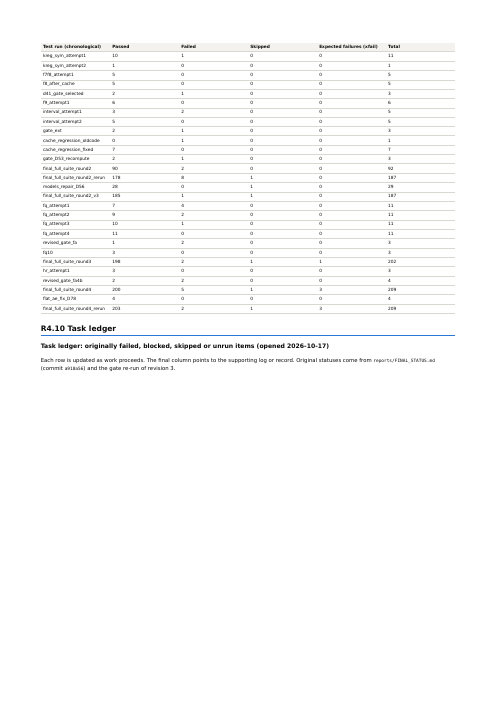 Test run (chronological) Passed Failed Skipped Expected failures (xfail) Total
kreg_sym_attempt1 10 1 0 0 11
kreg_sym_attempt2 1 0 0 0 1
f7f8_attempt1 5 0 0 0 5
f8_after_cache 5 0 0 0 5
d41_gate_selected 2 1 0 0 3
f9_attempt1 6 0 0 0 6
interval_attempt1 3 2 0 0 5
interval_attempt2 5 0 0 0 5
gate_ext 2 1 0 0 3
cache_regression_oldcode 0 1 0 0 1
cache_regression_fixed 7 0 0 0 7
gate_D53_recompute 2 1 0 0 3
final_full_suite_round2 90 2 0 0 92
final_full_suite_round2_rerun 178 8 1 0 187
models_repair_D56 28 0 1 0 29
final_full_suite_round2_v3 185 1 1 0 187
fq_attempt1 7 4 0 0 11
fq_attempt2 9 2 0 0 11
fq_attempt3 10 1 0 0 11
fq_attempt4 11 0 0 0 11
revised_gate_fa 1 2 0 0 3
fg10 3 0 0 0 3
final_full_suite_round3 198 2 1 1 202
hr_attempt1 3 0 0 0 3
revised_gate_fa4b 2 2 0 0 4
final_full_suite_round4 200 5 1 3 209
flat_ae_fix_D78 4 0 0 0 4
final_full_suite_round4_rerun 203 2 1 3 209
R4.10 Task ledger
Task ledger: originally failed, blocked, skipped or unrun items (opened 2026-10-17)
Each row is updated as work proceeds. The final column points to the supporting log or record. Original statuses come from reports/FINAL_STATUS.md
(commit and the gate re-run of revision 3.